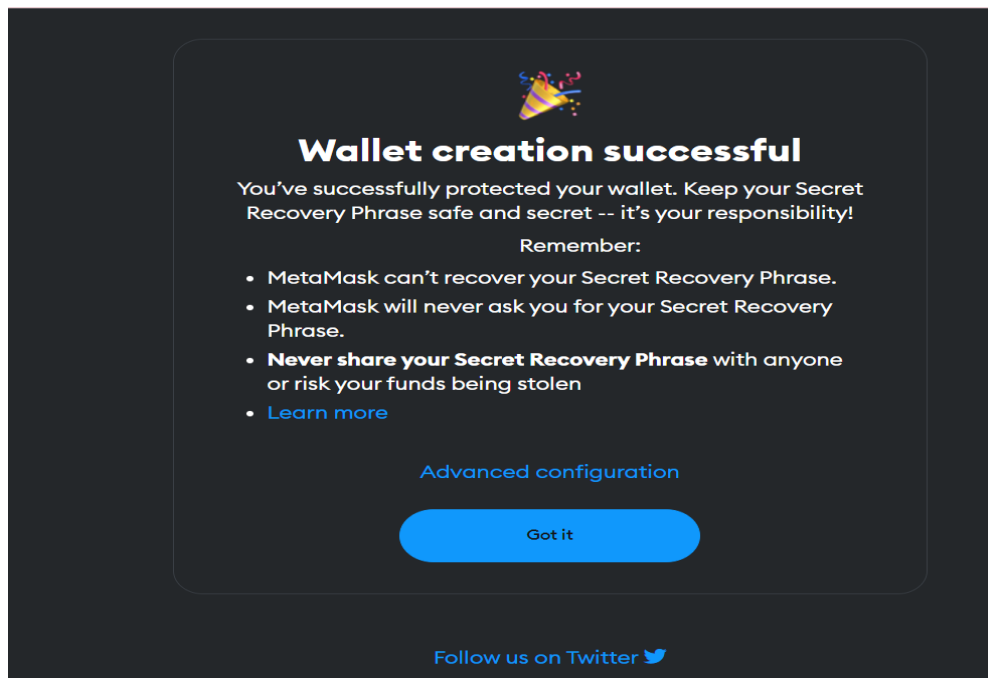 Wallet creation successful
You’ve successfully protected your wallet. Keep your Secret
Recovery Phrase safe and secret -- it’s your responsibility!
Remember:
• MetaMask can’t recover your Secret Recovery Phrase.
• MetaMask will never ask you for your Secret Recovery
Phrase.
• Never share your Secret Recovery Phrase with anyone
or risk your funds being stolen
• Learn more
Advanced configuration
Got it
Follow us on Twitter